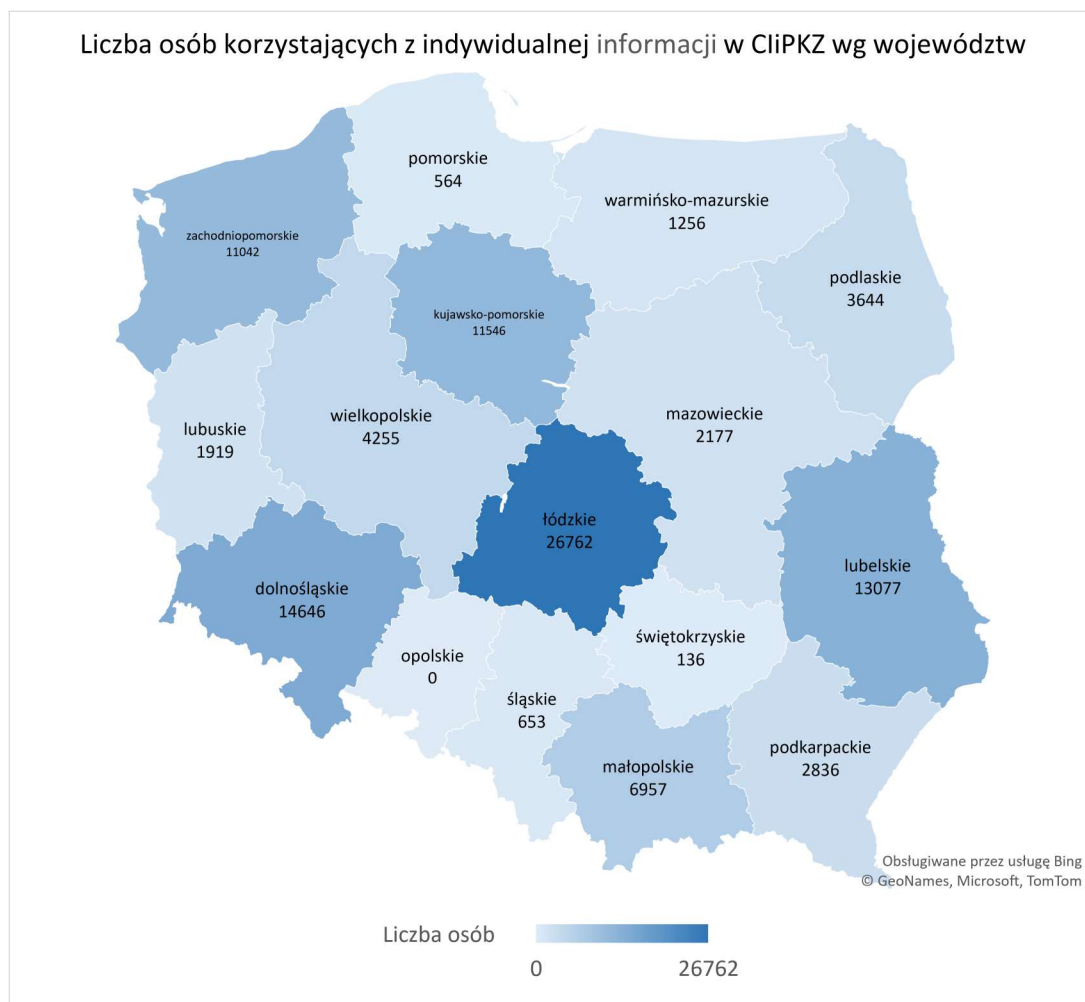 Liczba osób korzystających z indywidualnej informacji w CIiPKZ wg województw
pomorskie
564
warmińsko-mazurskie
1256
zachodniopomorskie
11042
podlaskie
3644
kujawsko-pomorskie
11546
wielkopolskie
4255
mazowieckie
2177
lubuskie
1919
łódzkie
26762
lubelskie
13077
dolnośląskie
14646
świętokrzyskie
136
opolskie
0
śląskie
653
podkarpackie
2836
małopolskie
6957
Obsługiwane przez usługę Bing
© GeoNames, Microsoft, TomTom
Liczba osób
0 26762